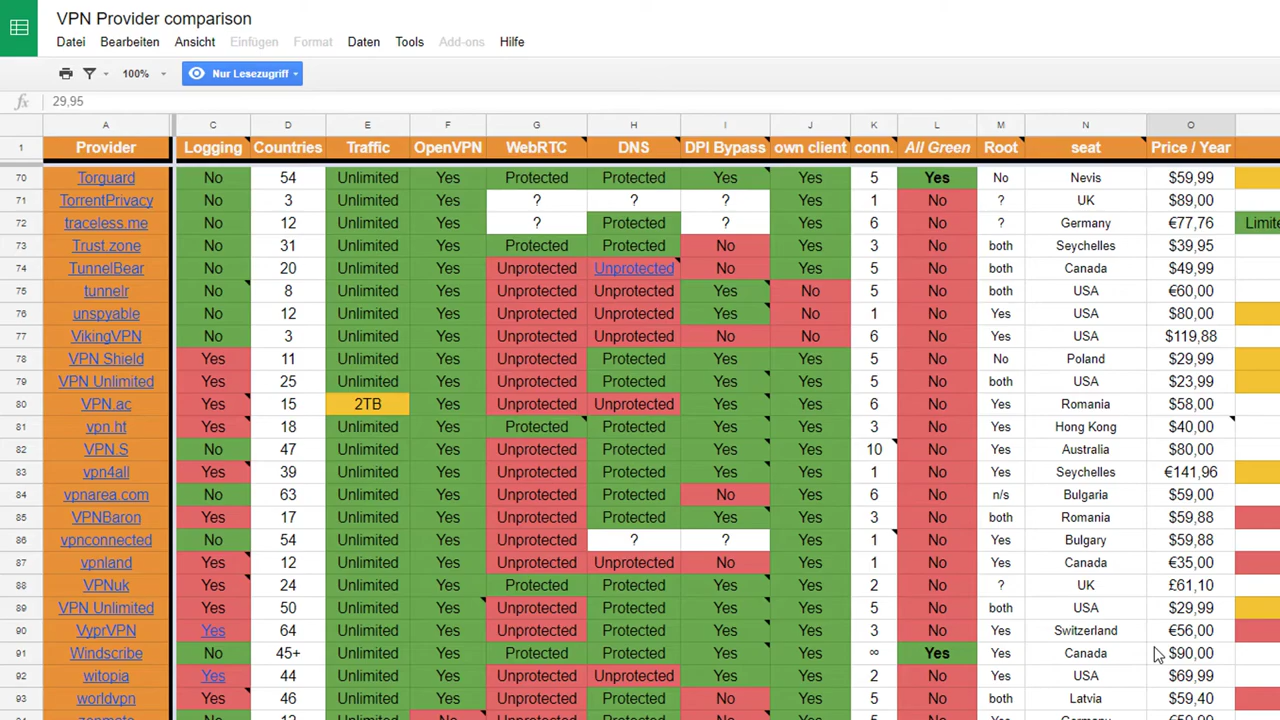 VPN Provider comparison
Datei Bearbeiten Ansicht Einfügen Format Daten Tools Add-ons Hilfe
100% Nur Lesezugriff
fx 29,95
A C D E F G H I J K L M N O
1 Provider Logging Countries Traffic OpenVPN WebRTC DNS DPI Bypass own client conn. All Green Root seat Price / Year
70 Torguard No 54 Unlimited Yes Protected Protected Yes Yes 5 Yes No Nevis $59,99
71 TorrentPrivacy No 3 Unlimited Yes ? ? ? Yes 1 No ? UK $89,00
72 traceless.me No 12 Unlimited Yes ? Protected ? Yes 6 No ? Germany €77,76 Limite
73 Trust.zone No 31 Unlimited Yes Protected Protected No Yes 3 No both Seychelles $39,95
74 TunnelBear No 20 Unlimited Yes Unprotected Unprotected No Yes 5 No both Canada $49,99
75 tunnelr No 8 Unlimited Yes Unprotected Unprotected Yes No 5 No both USA €60,00
76 unspyable No 12 Unlimited Yes Unprotected Unprotected Yes No 1 No Yes USA $80,00
77 VikingVPN No 3 Unlimited Yes Unprotected Unprotected No No 6 No Yes USA $119,88
78 VPN Shield Yes 11 Unlimited Yes Unprotected Protected Yes Yes 5 No No Poland $29,99
79 VPN Unlimited Yes 25 Unlimited Yes Unprotected Protected Yes Yes 5 No both USA $23,99
80 VPN.ac Yes 15 2TB Yes Unprotected Unprotected Yes Yes 6 No Yes Romania $58,00
81 vpn.ht Yes 18 Unlimited Yes Protected Protected Yes Yes 3 No Yes Hong Kong $40,00
82 VPN.S No 47 Unlimited Yes Unprotected Protected Yes Yes 10 No Yes Australia $80,00
83 vpn4all Yes 39 Unlimited Yes Unprotected Protected Yes Yes 1 No Yes Seychelles €141,96
84 vpnarea.com No 63 Unlimited Yes Unprotected Protected No Yes 6 No n/s Bulgaria $59,00
85 VPNBaron Yes 17 Unlimited Yes Unprotected Protected Yes Yes 3 No both Romania $59,88
86 vpnconnected No 54 Unlimited Yes Unprotected ? ? Yes 1 No Yes Bulgary $59,88
87 vpnland Yes 12 Unlimited Yes Unprotected Unprotected No Yes 1 No Yes Canada €35,00
88 VPNuk Yes 24 Unlimited Yes Protected Protected Yes Yes 2 No ? UK £61,10
89 VPN Unlimited Yes 50 Unlimited Yes Unprotected Protected Yes Yes 5 No both USA $29,99
90 VyprVPN Yes 64 Unlimited Yes Unprotected Protected Yes Yes 3 No Yes Switzerland €56,00
91 Windscribe No 45+ Unlimited Yes Protected Protected Yes Yes ∞ Yes Yes Canada $90,00
92 witopia Yes 44 Unlimited Yes Unprotected Unprotected Yes Yes 2 No Yes USA $69,99
93 worldvpn Yes 46 Unlimited Yes Unprotected Protected No Yes 5 No both Latvia $59,40